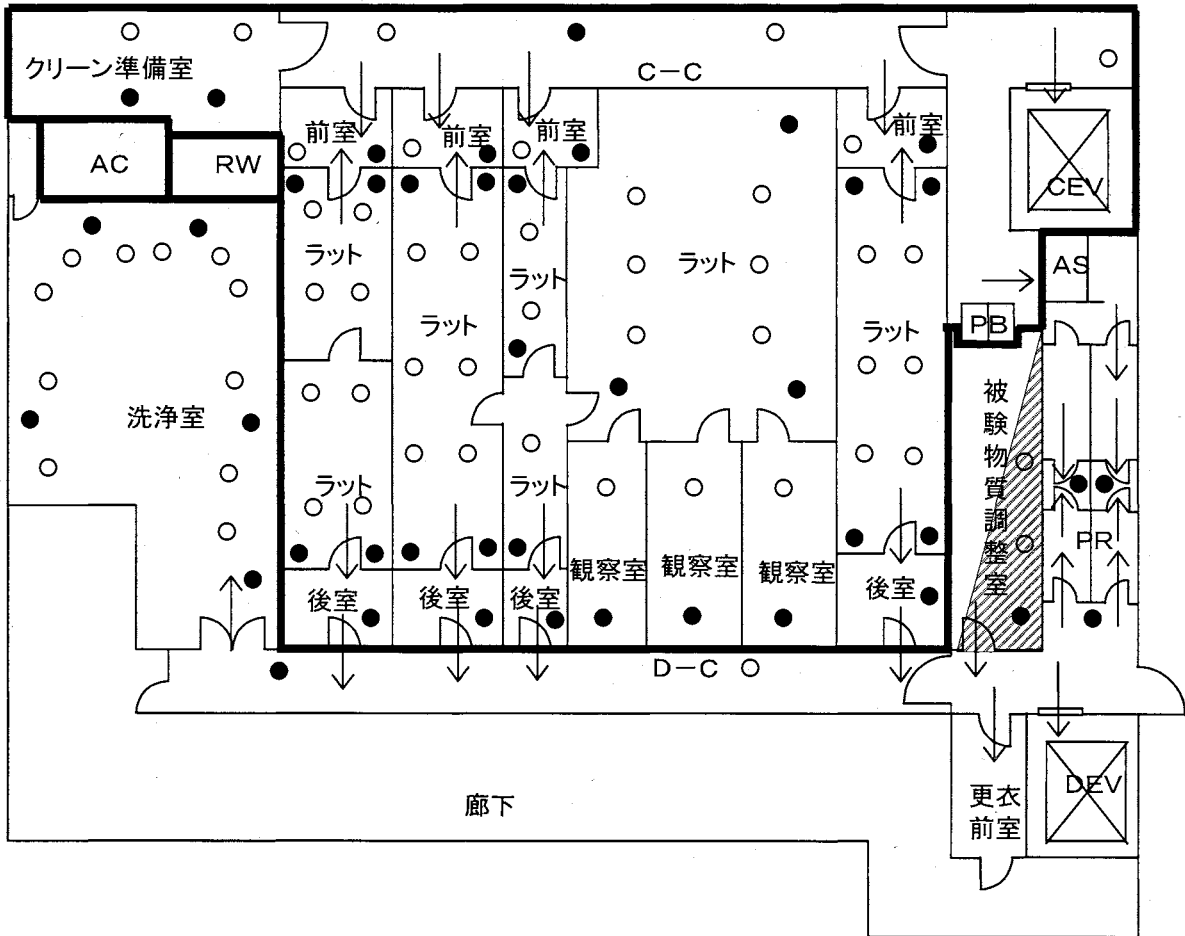 クリーン準備室
C-C
前室
前室
前室
前室
AC
RW
CEV
ラット
ラット
ラット
ラット
ラット
AS
PB
洗浄室
ラット
ラット
被験物質調整室
PR
観察室
観察室
観察室
後室
後室
後室
後室
D-C
廊下
更衣
前室
DEV